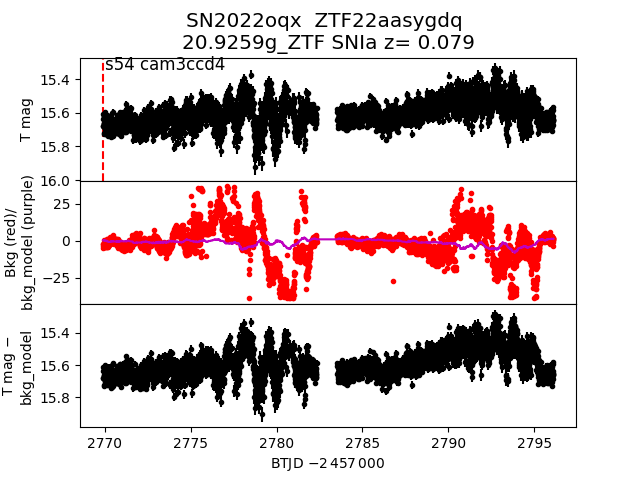 SN2022oqx  ZTF22aasygdq
20.9259g_ZTF SNIa z= 0.079
s54 cam3ccd4
T mag
15.4
15.6
15.8
16.0
Bkg (red)/
bkg_model (purple)
25
0
−25
T mag −
bkg_model
15.4
15.6
15.8
2770
2775
2780
2785
2790
2795
BTJD −2 457 000